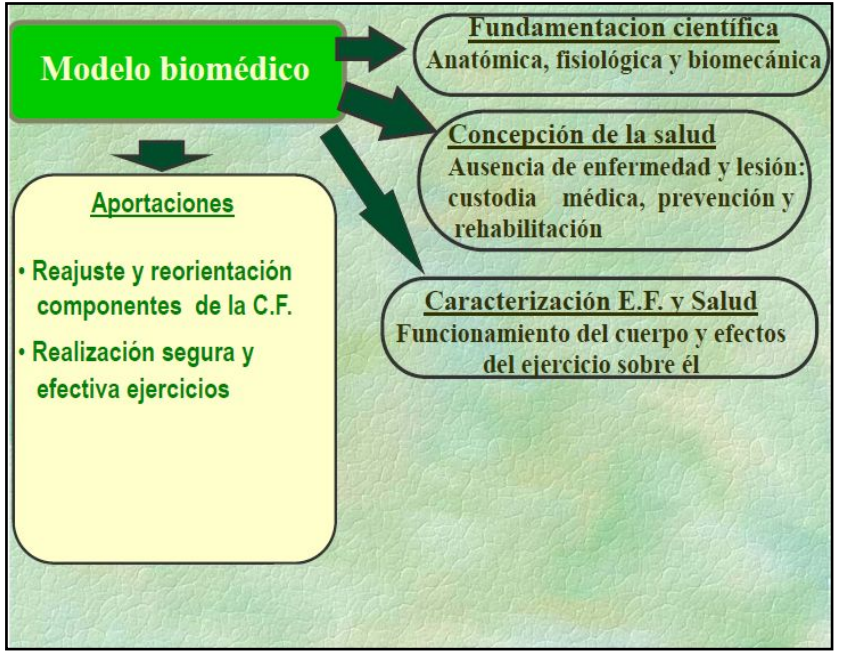 Modelo biomédico
Fundamentacion científica
Anatómica, fisiológica y biomecánica
Concepción de la salud
Ausencia de enfermedad y lesión:
custodia médica, prevención y
rehabilitación
Caracterización E.F. y Salud
Funcionamiento del cuerpo y efectos
del ejercicio sobre él
Aportaciones
• Reajuste y reorientación
componentes de la C.F.
• Realización segura y
efectiva ejercicios